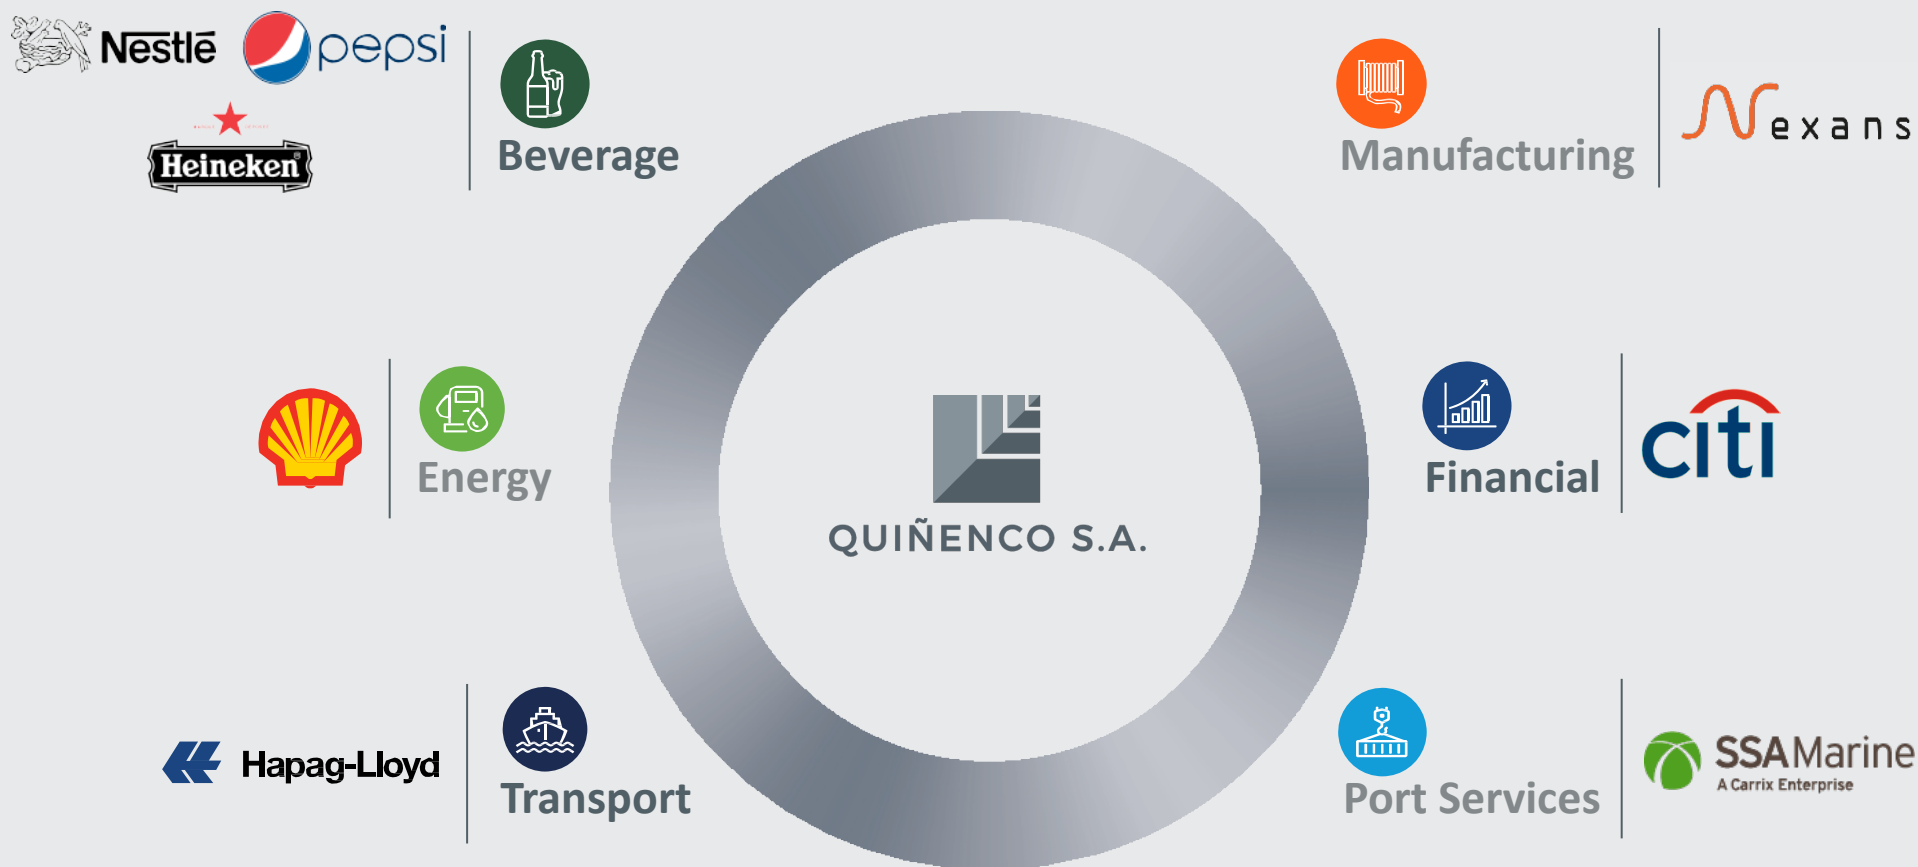 Nestlé
pepsi
Heineken
Beverage
Manufacturing
Nexans
Energy
QUIÑENCO S.A.
Financial
citi
Hapag-Lloyd
Transport
Port Services
SSAMarine
A Carrix Enterprise